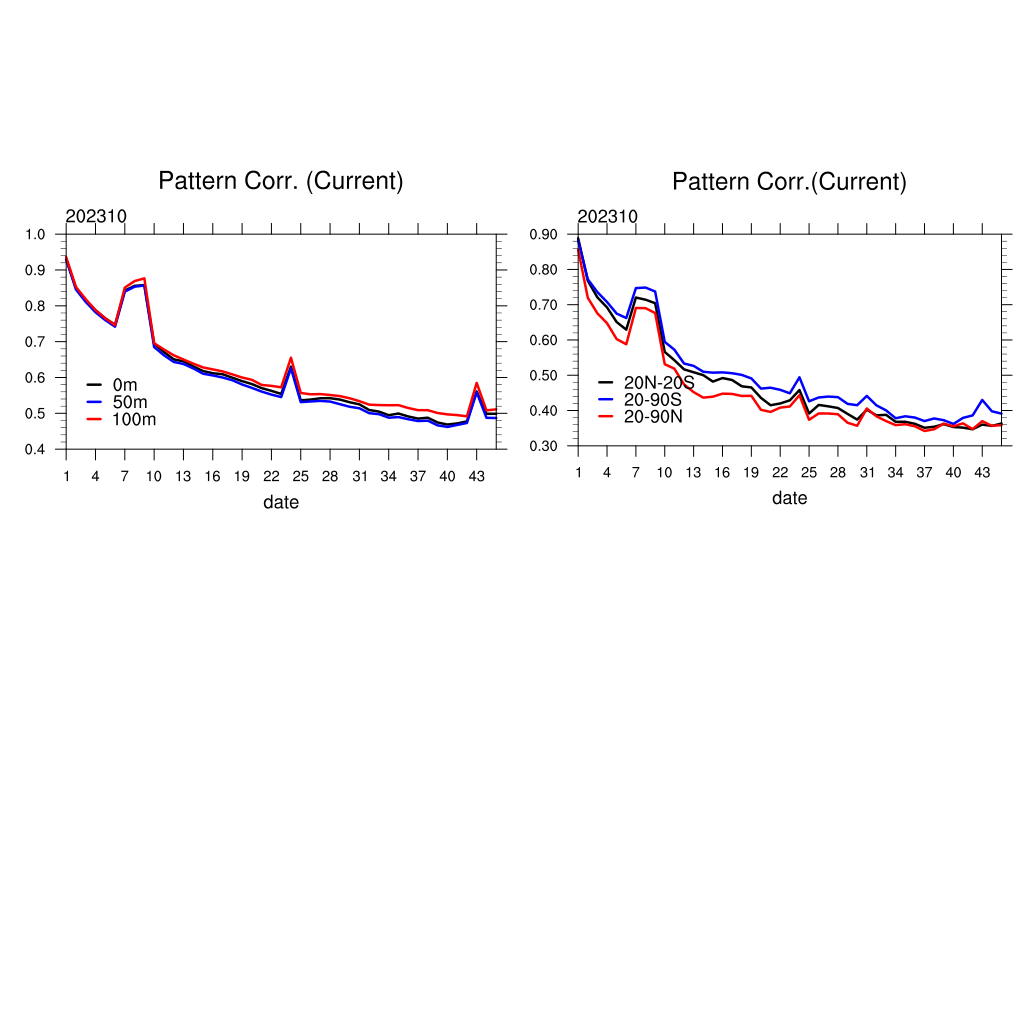 Pattern Corr. (Current)
202310
1.0
0.9
0.8
0.7
0.6
0.5
0.4
0m
50m
100m
1 4 7 10 13 16 19 22 25 28 31 34 37 40 43
date
Pattern Corr.(Current)
202310
0.90
0.80
0.70
0.60
0.50
0.40
0.30
20N-20S
20-90S
20-90N
1 4 7 10 13 16 19 22 25 28 31 34 37 40 43
date